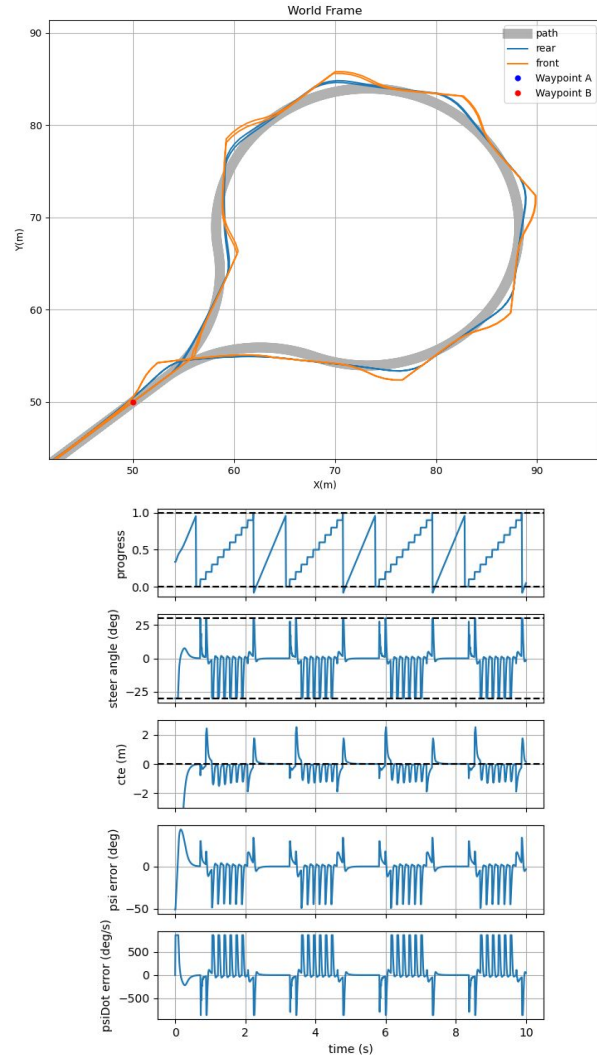 World Frame
path
rear
front
Waypoint A
Waypoint B
90
80
70
60
50
Y(m)
50
60
70
80
90
X(m)
1.0
0.5
0.0
progress
25
0
−25
steer angle (deg)
2
0
−2
cte (m)
0
−50
psi error (deg)
500
0
−500
psiDot error (deg/s)
0
2
4
6
8
10
time (s)